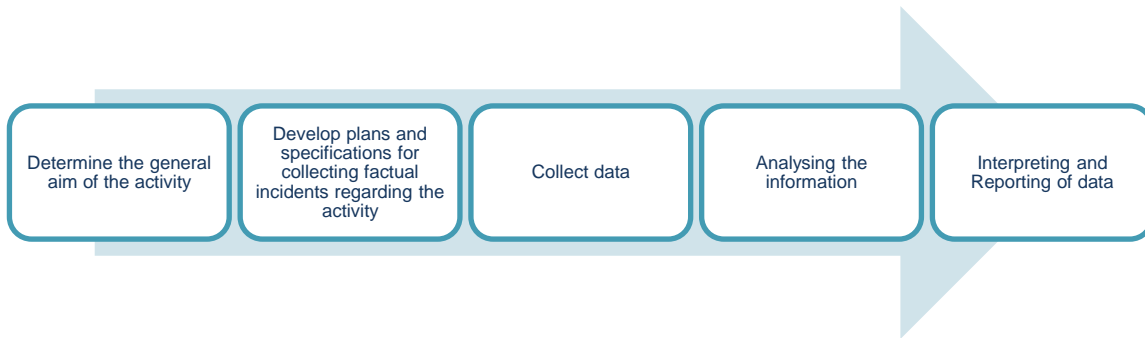 Determine the general
aim of the activity
Develop plans and
specifications for
collecting factual
incidents regarding the
activity
Collect data
Analysing the
information
Interpreting and
Reporting of data